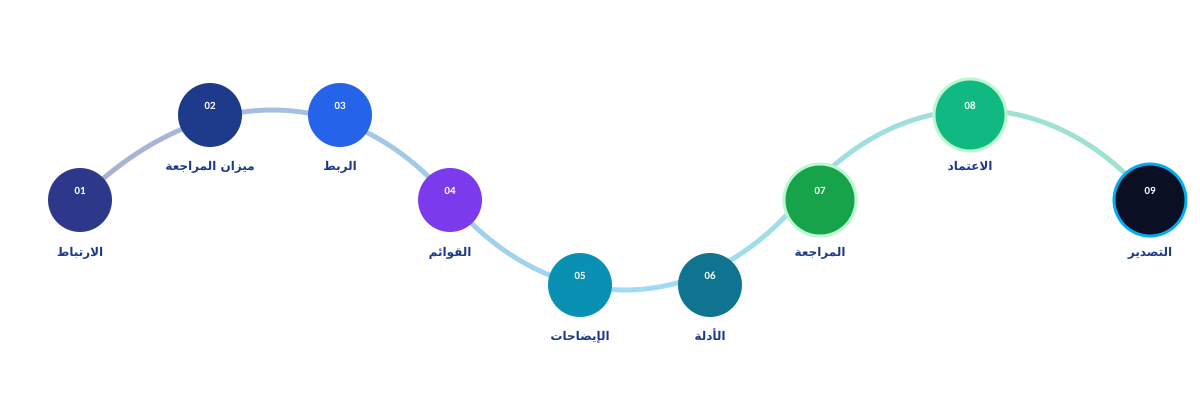 01
الارتباط
02
ميزان المراجعة
03
الربط
04
القوائم
05
الإيضاحات
06
الأدلة
07
المراجعة
08
الاعتماد
09
التصدير